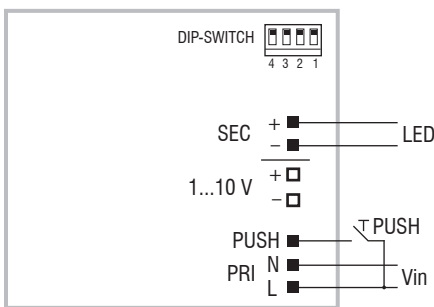 DIP-SWITCH
4 3 2 1
SEC + − LED
1...10 V + −
PUSH PUSH
PRI N L Vin